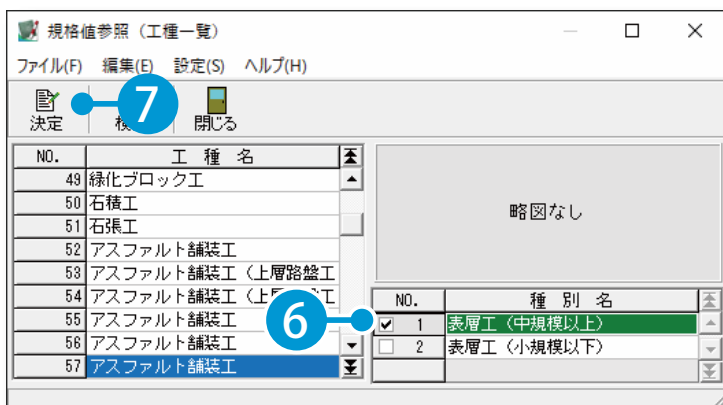 規格値参照（工種一覧）
ファイル(F) 編集(E) 設定(S) ヘルプ(H)
決定 閉じる
7
NO. 工 種 名
49 緑化ブロック工
50 石積工
51 石張工
52 アスファルト舗装工
53 アスファルト舗装工（上層路盤工
54 アスファルト舗装工（上層路盤工
55 アスファルト舗装工
56 アスファルト舗装工
57 アスファルト舗装工
略図なし
6
NO. 種 別 名
1 表層工（中規模以上）
2 表層工（小規模以下）